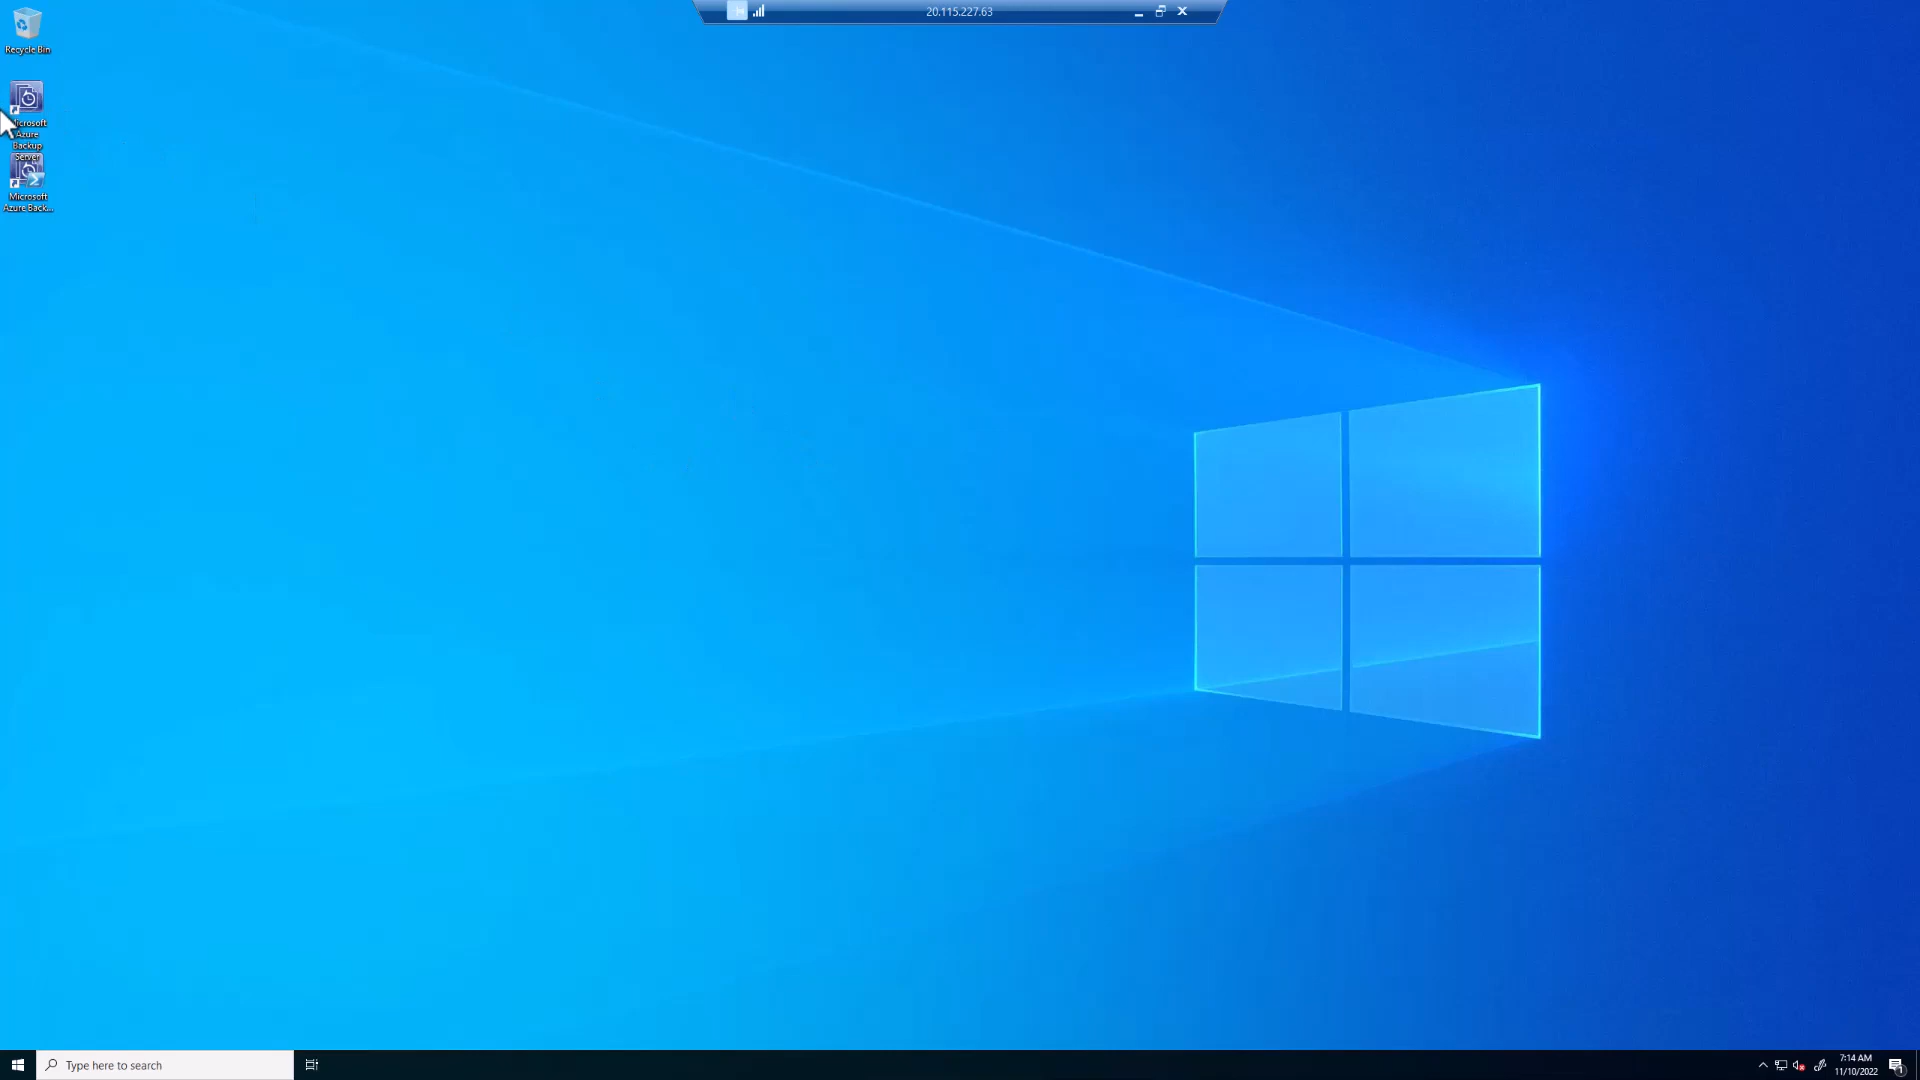 20.115.227.63
Recycle Bin
Microsoft
Azure
Backup
Server
Microsoft
Azure Back...
Type here to search
7:14 AM
11/10/2022
1